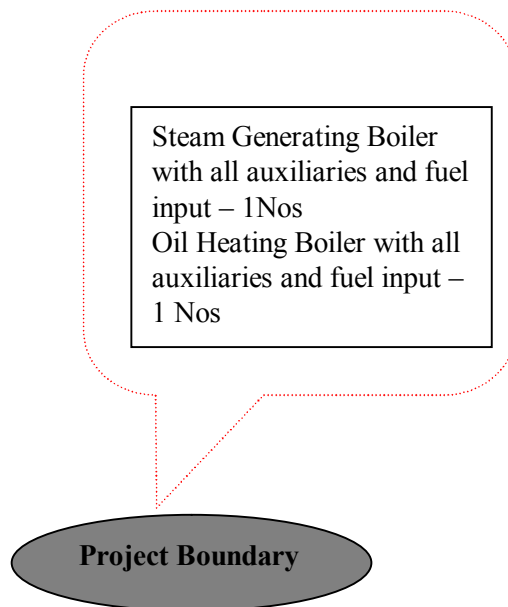 Steam Generating Boiler
with all auxiliaries and fuel
input – 1Nos
Oil Heating Boiler with all
auxiliaries and fuel input –
1 Nos
Project Boundary